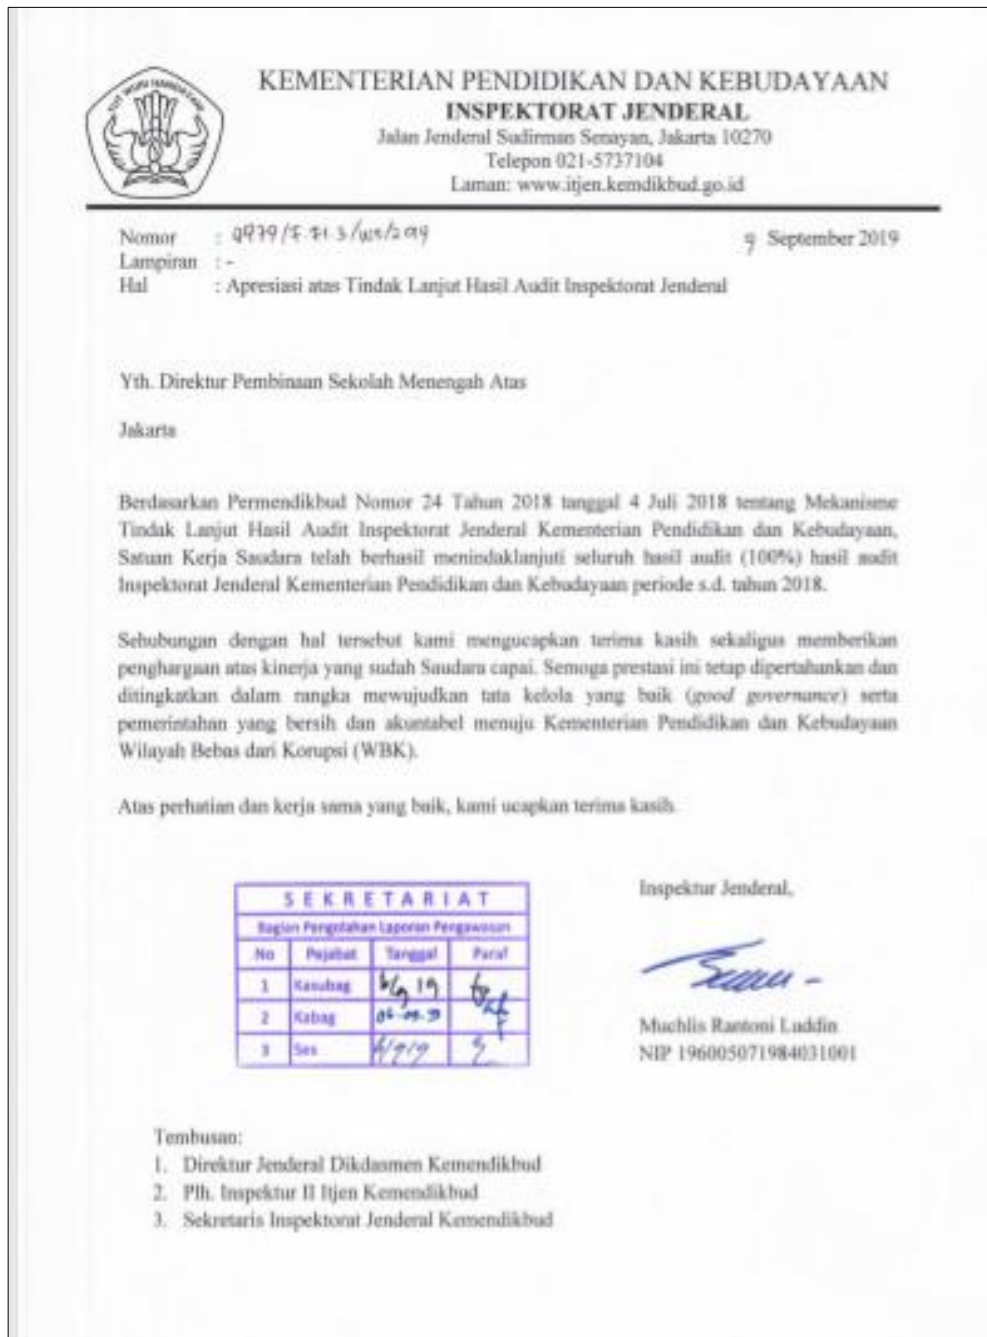 TUT WURI HANDAYANI
KEMENTERIAN PENDIDIKAN DAN KEBUDAYAAN
INSPEKTORAT JENDERAL
Jalan Jenderal Sudirman Senayan, Jakarta 10270
Telepon 021-5737104
Laman: www.itjen.kemdikbud.go.id
Nomor :
9 September 2019
Lampiran : -
Hal : Apresiasi atas Tindak Lanjut Hasil Audit Inspektorat Jenderal
Yth. Direktur Pembinaan Sekolah Menengah Atas
Jakarta
Berdasarkan Permendikbud Nomor 24 Tahun 2018 tanggal 4 Juli 2018 tentang Mekanisme
Tindak Lanjut Hasil Audit Inspektorat Jenderal Kementerian Pendidikan dan Kebudayaan,
Satuan Kerja Saudara telah berhasil menindaklanjuti seluruh hasil audit (100%) hasil audit
Inspektorat Jenderal Kementerian Pendidikan dan Kebudayaan periode s.d. tahun 2018.
Sehubungan dengan hal tersebut kami mengucapkan terima kasih sekaligus memberikan
penghargaan atas kinerja yang sudah Saudara capai. Semoga prestasi ini tetap dipertahankan dan
ditingkatkan dalam rangka mewujudkan tata kelola yang baik (good governance) serta
pemerintahan yang bersih dan akuntabel menuju Kementerian Pendidikan dan Kebudayaan
Wilayah Bebas dari Korupsi (WBK).
Atas perhatian dan kerja sama yang baik, kami ucapkan terima kasih.
SEKRETARIAT
Bagian Pengolahan Laporan Pengawasan
No Pejabat Tanggal Paraf
1 Kasubag
2 Kabag
3 Ses
Inspektur Jenderal,
Muchlis Rantoni Luddin
NIP 196005071984031001
Tembusan:
1. Direktur Jenderal Dikdasmen Kemendikbud
2. Plh. Inspektur II Itjen Kemendikbud
3. Sekretaris Inspektorat Jenderal Kemendikbud